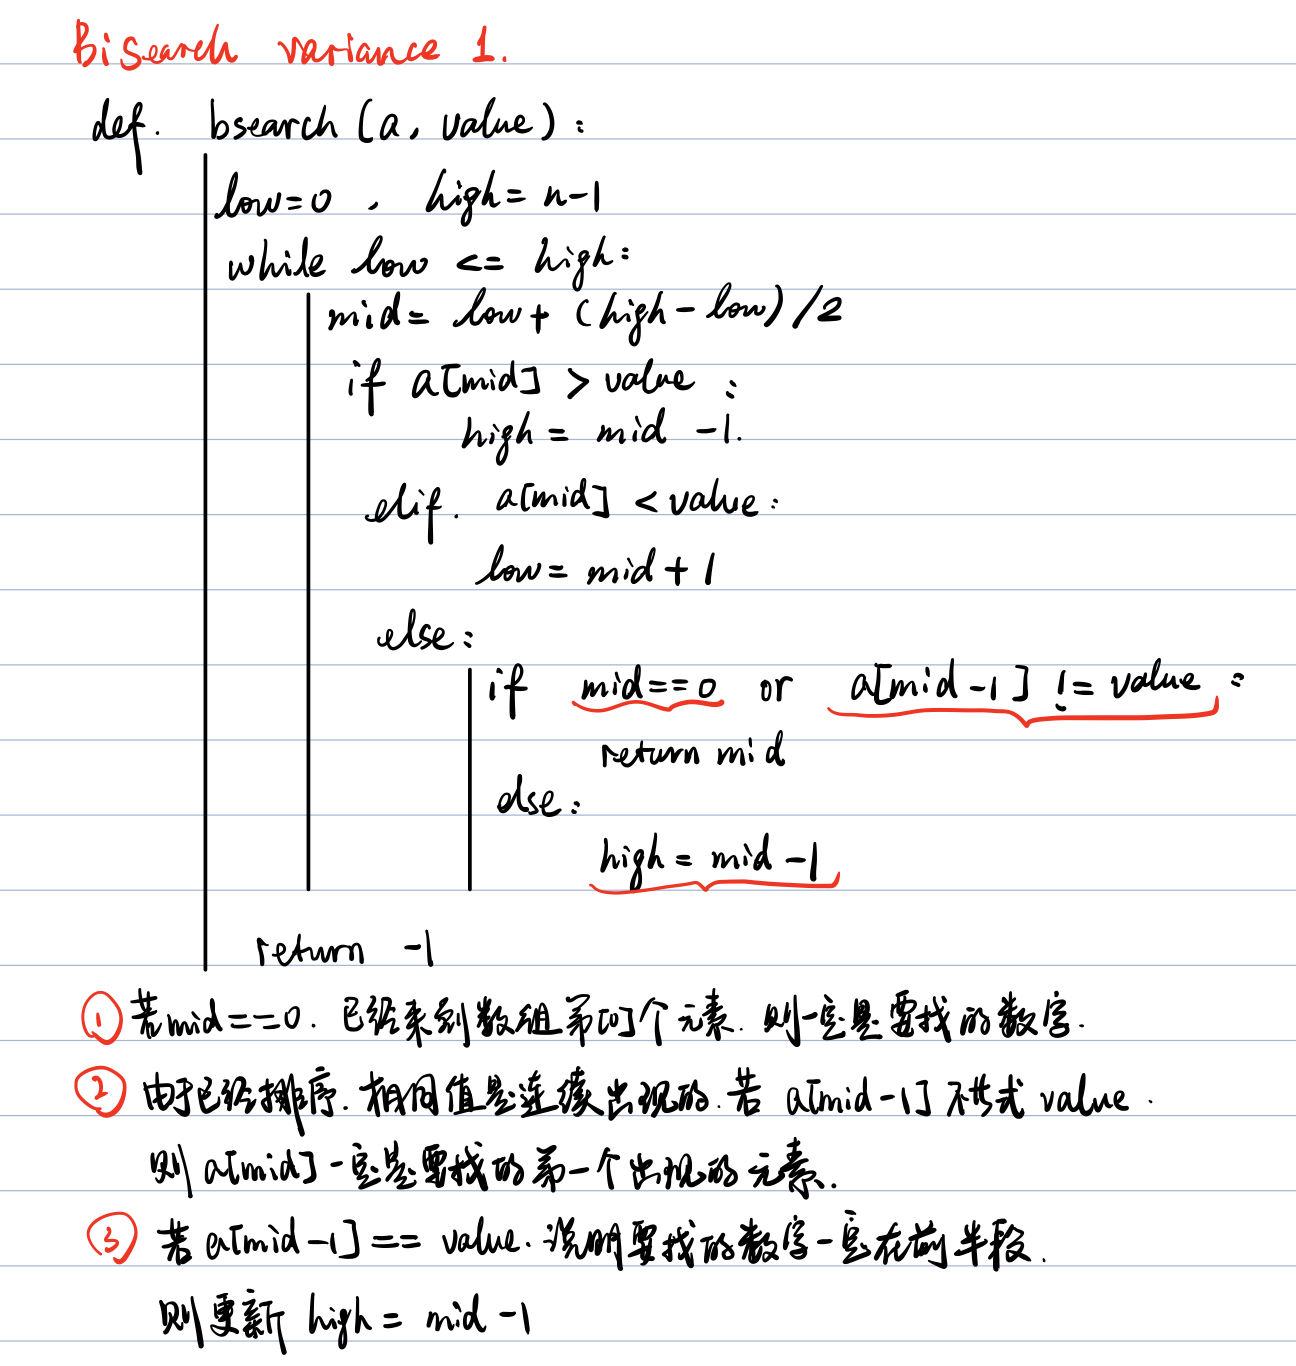 Bisearch variance 1.
def. bsearch (a, value):
low=0 , high= n-1
while low <= high:
mid= low+ (high-low)/2
if a[mid] > value :
high = mid -1.
elif. a[mid] < value:
low= mid+1
else:
if mid==0 or a[mid-1] != value :
return mid
else:
high= mid-1
return -1
① 若mid==0. 已经来到数组第[0]个元素. 则一定是要找的数字.
② 由于已经排序. 相同值是连续出现的. 若 a[mid-1] 不等于 value.
则 a[mid] 一定是要找的第一个出现的元素.
③ 若 a[mid-1] == value. 说明要找的数字一定在前半段.
则更新 high= mid-1